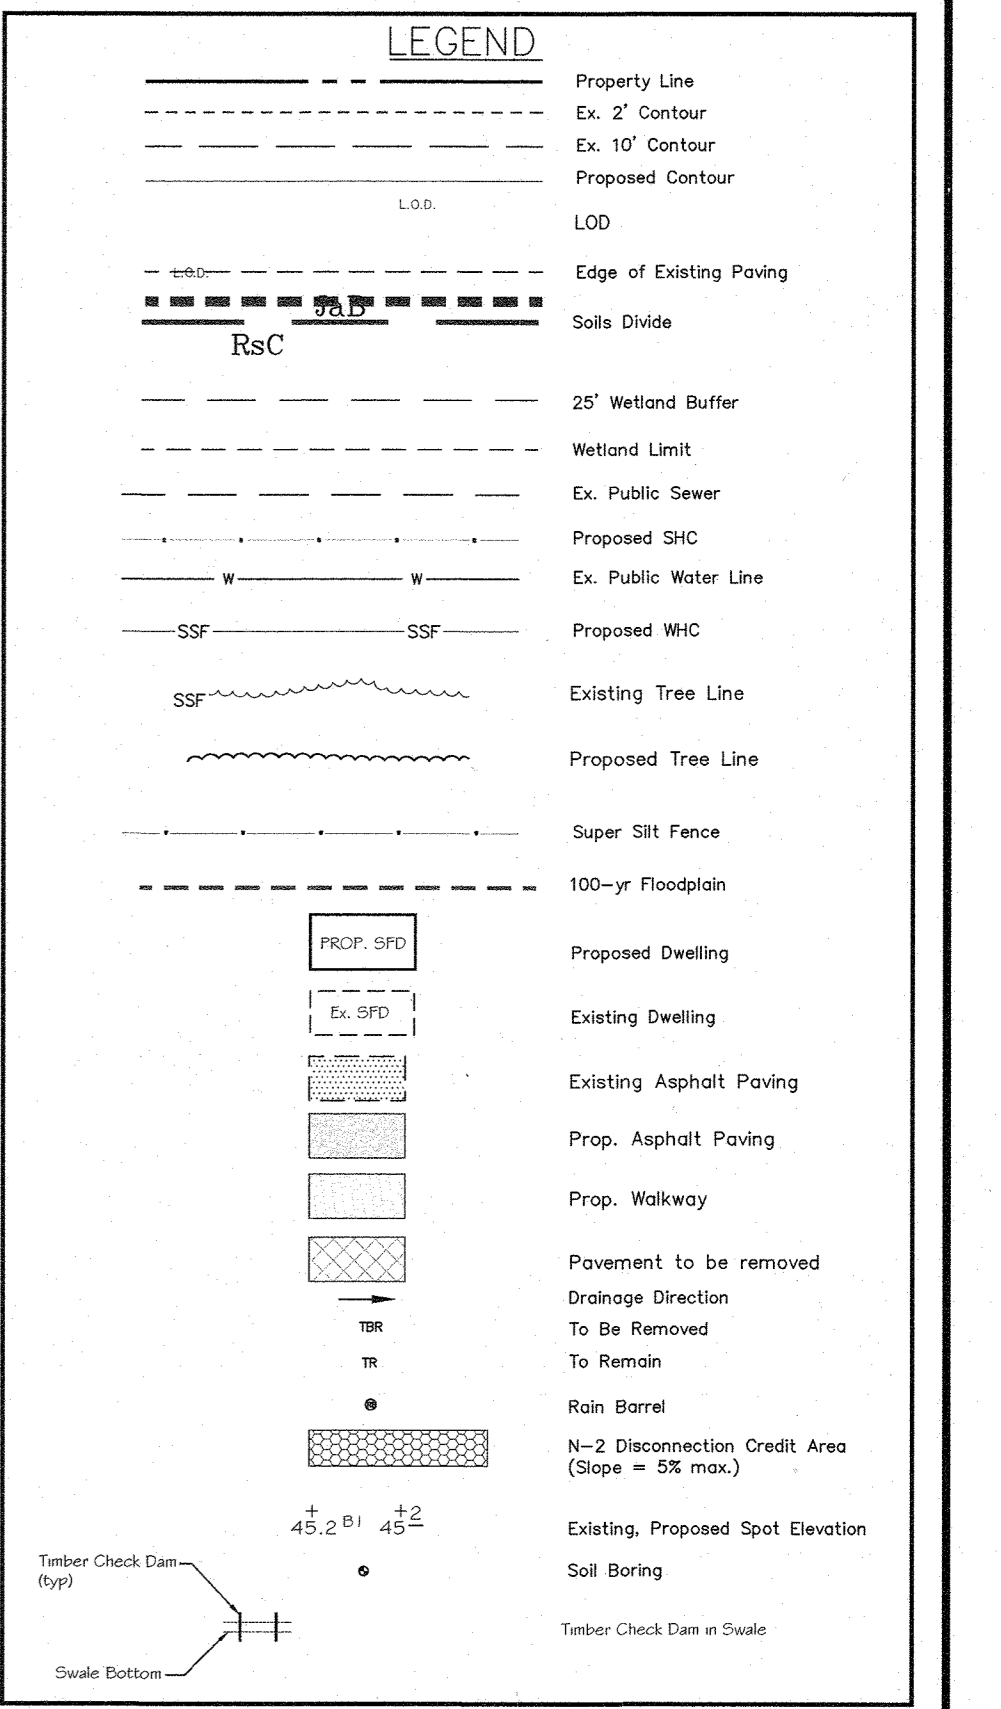 LEGEND
Property Line
Ex. 2' Contour
Ex. 10' Contour
Proposed Contour
L.O.D.
LOD
L.O.D.
Edge of Existing Paving
JaB
Soils Divide
RsC
25' Wetland Buffer
Wetland Limit
Ex. Public Sewer
Proposed SHC
W W Ex. Public Water Line
SSF SSF Proposed WHC
SSF Existing Tree Line
Proposed Tree Line
Super Silt Fence
100-yr Floodplain
PROP. SFD Proposed Dwelling
Ex. SFD Existing Dwelling
Existing Asphalt Paving
Prop. Asphalt Paving
Prop. Walkway
Pavement to be removed
Drainage Direction
TBR To Be Removed
TR To Remain
Rain Barrel
N-2 Disconnection Credit Area
(Slope = 5% max.)
+ +2
45.2 B1 45
Existing, Proposed Spot Elevation
Soil Boring
Timber Check Dam
(typ)
Timber Check Dam in Swale
Swale Bottom